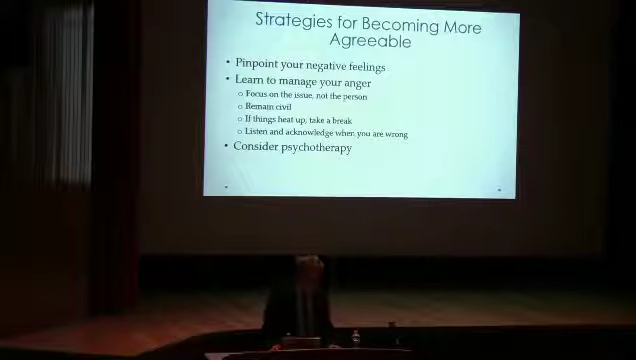 Strategies for Becoming More
Agreeable
• Pinpoint your negative feelings
• Learn to manage your anger
o Focus on the issue, not the person
o Remain civil
o If things heat up, take a break
o Listen and acknowledge when you are wrong
• Consider psychotherapy